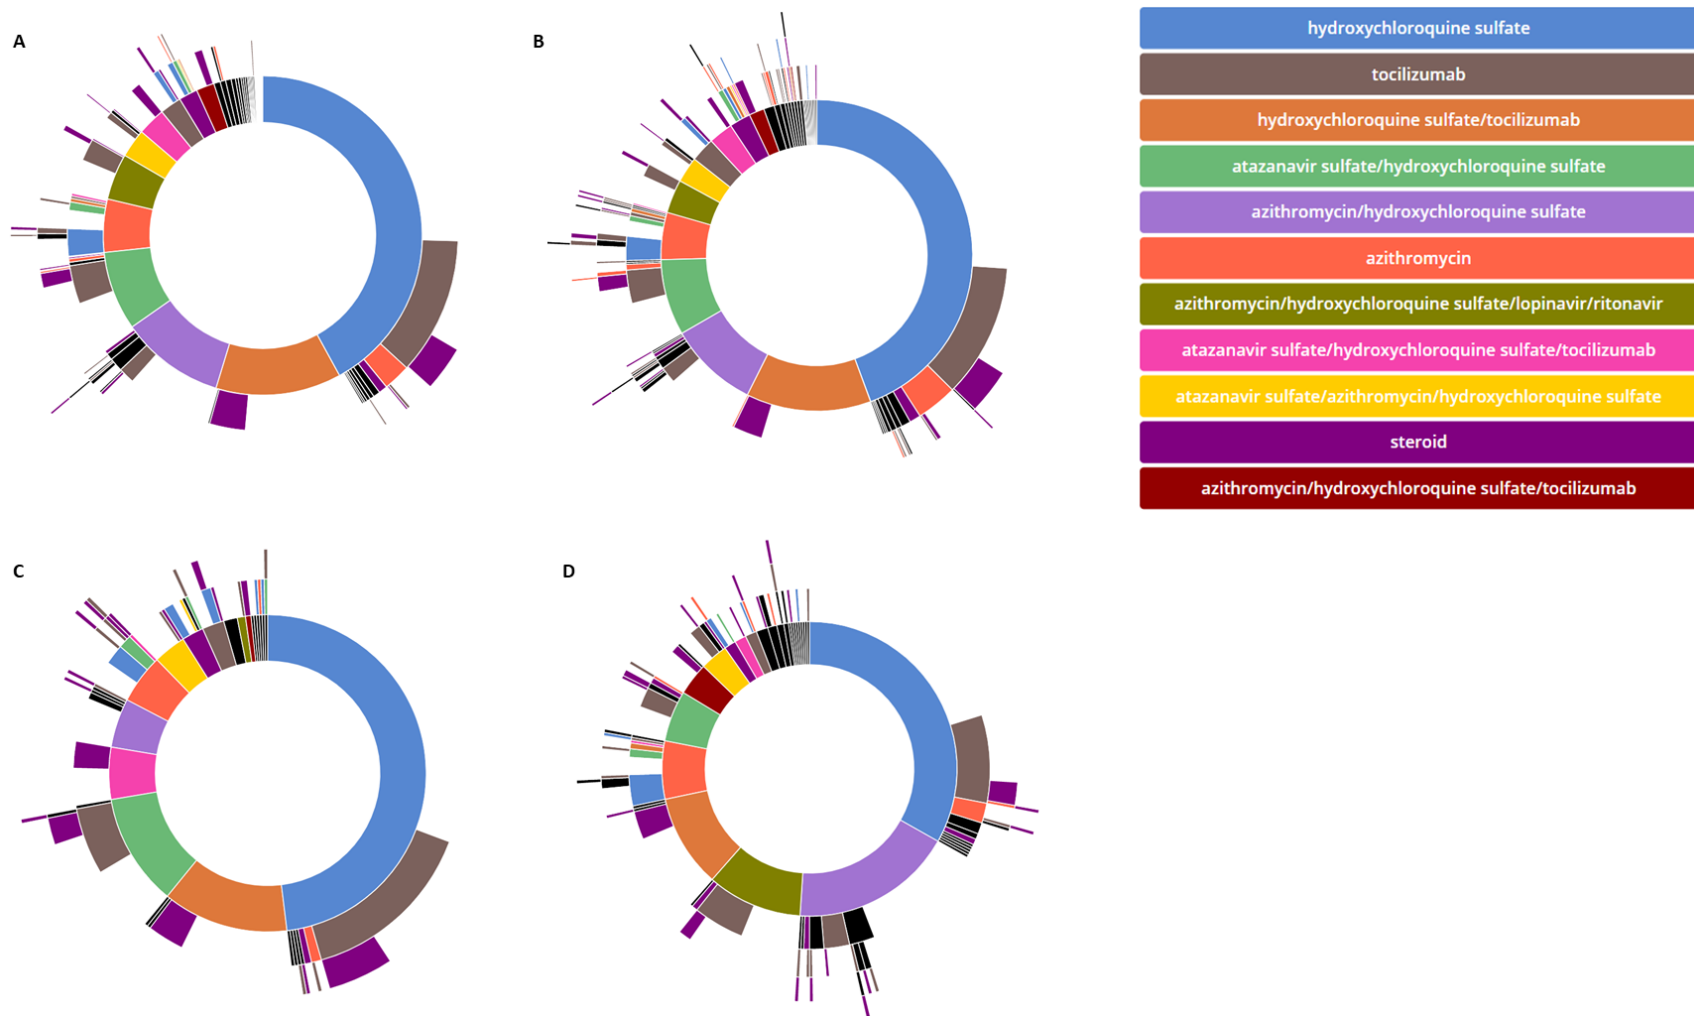 A
B
hydroxychloroquine sulfate
tocilizumab
hydroxychloroquine sulfate/tocilizumab
atazanavir sulfate/hydroxychloroquine sulfate
azithromycin/hydroxychloroquine sulfate
azithromycin
azithromycin/hydroxychloroquine sulfate/lopinavir/ritonavir
atazanavir sulfate/hydroxychloroquine sulfate/tocilizumab
atazanavir sulfate/azithromycin/hydroxychloroquine sulfate
steroid
azithromycin/hydroxychloroquine sulfate/tocilizumab
C
D